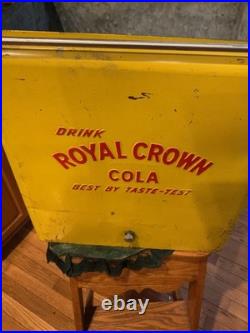 DRINK
ROYAL CROWN
COLA
BEST BY TASTE-TEST